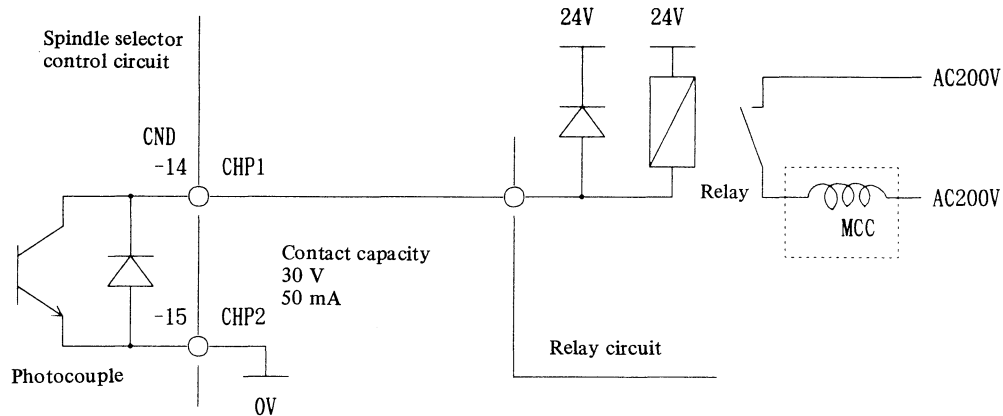 Spindle selector
control circuit
24V
24V
AC200V
CND
-14
CHP1
Relay
AC200V
MCC
Contact capacity
30 V
50 mA
-15
CHP2
Relay circuit
Photocouple
0V